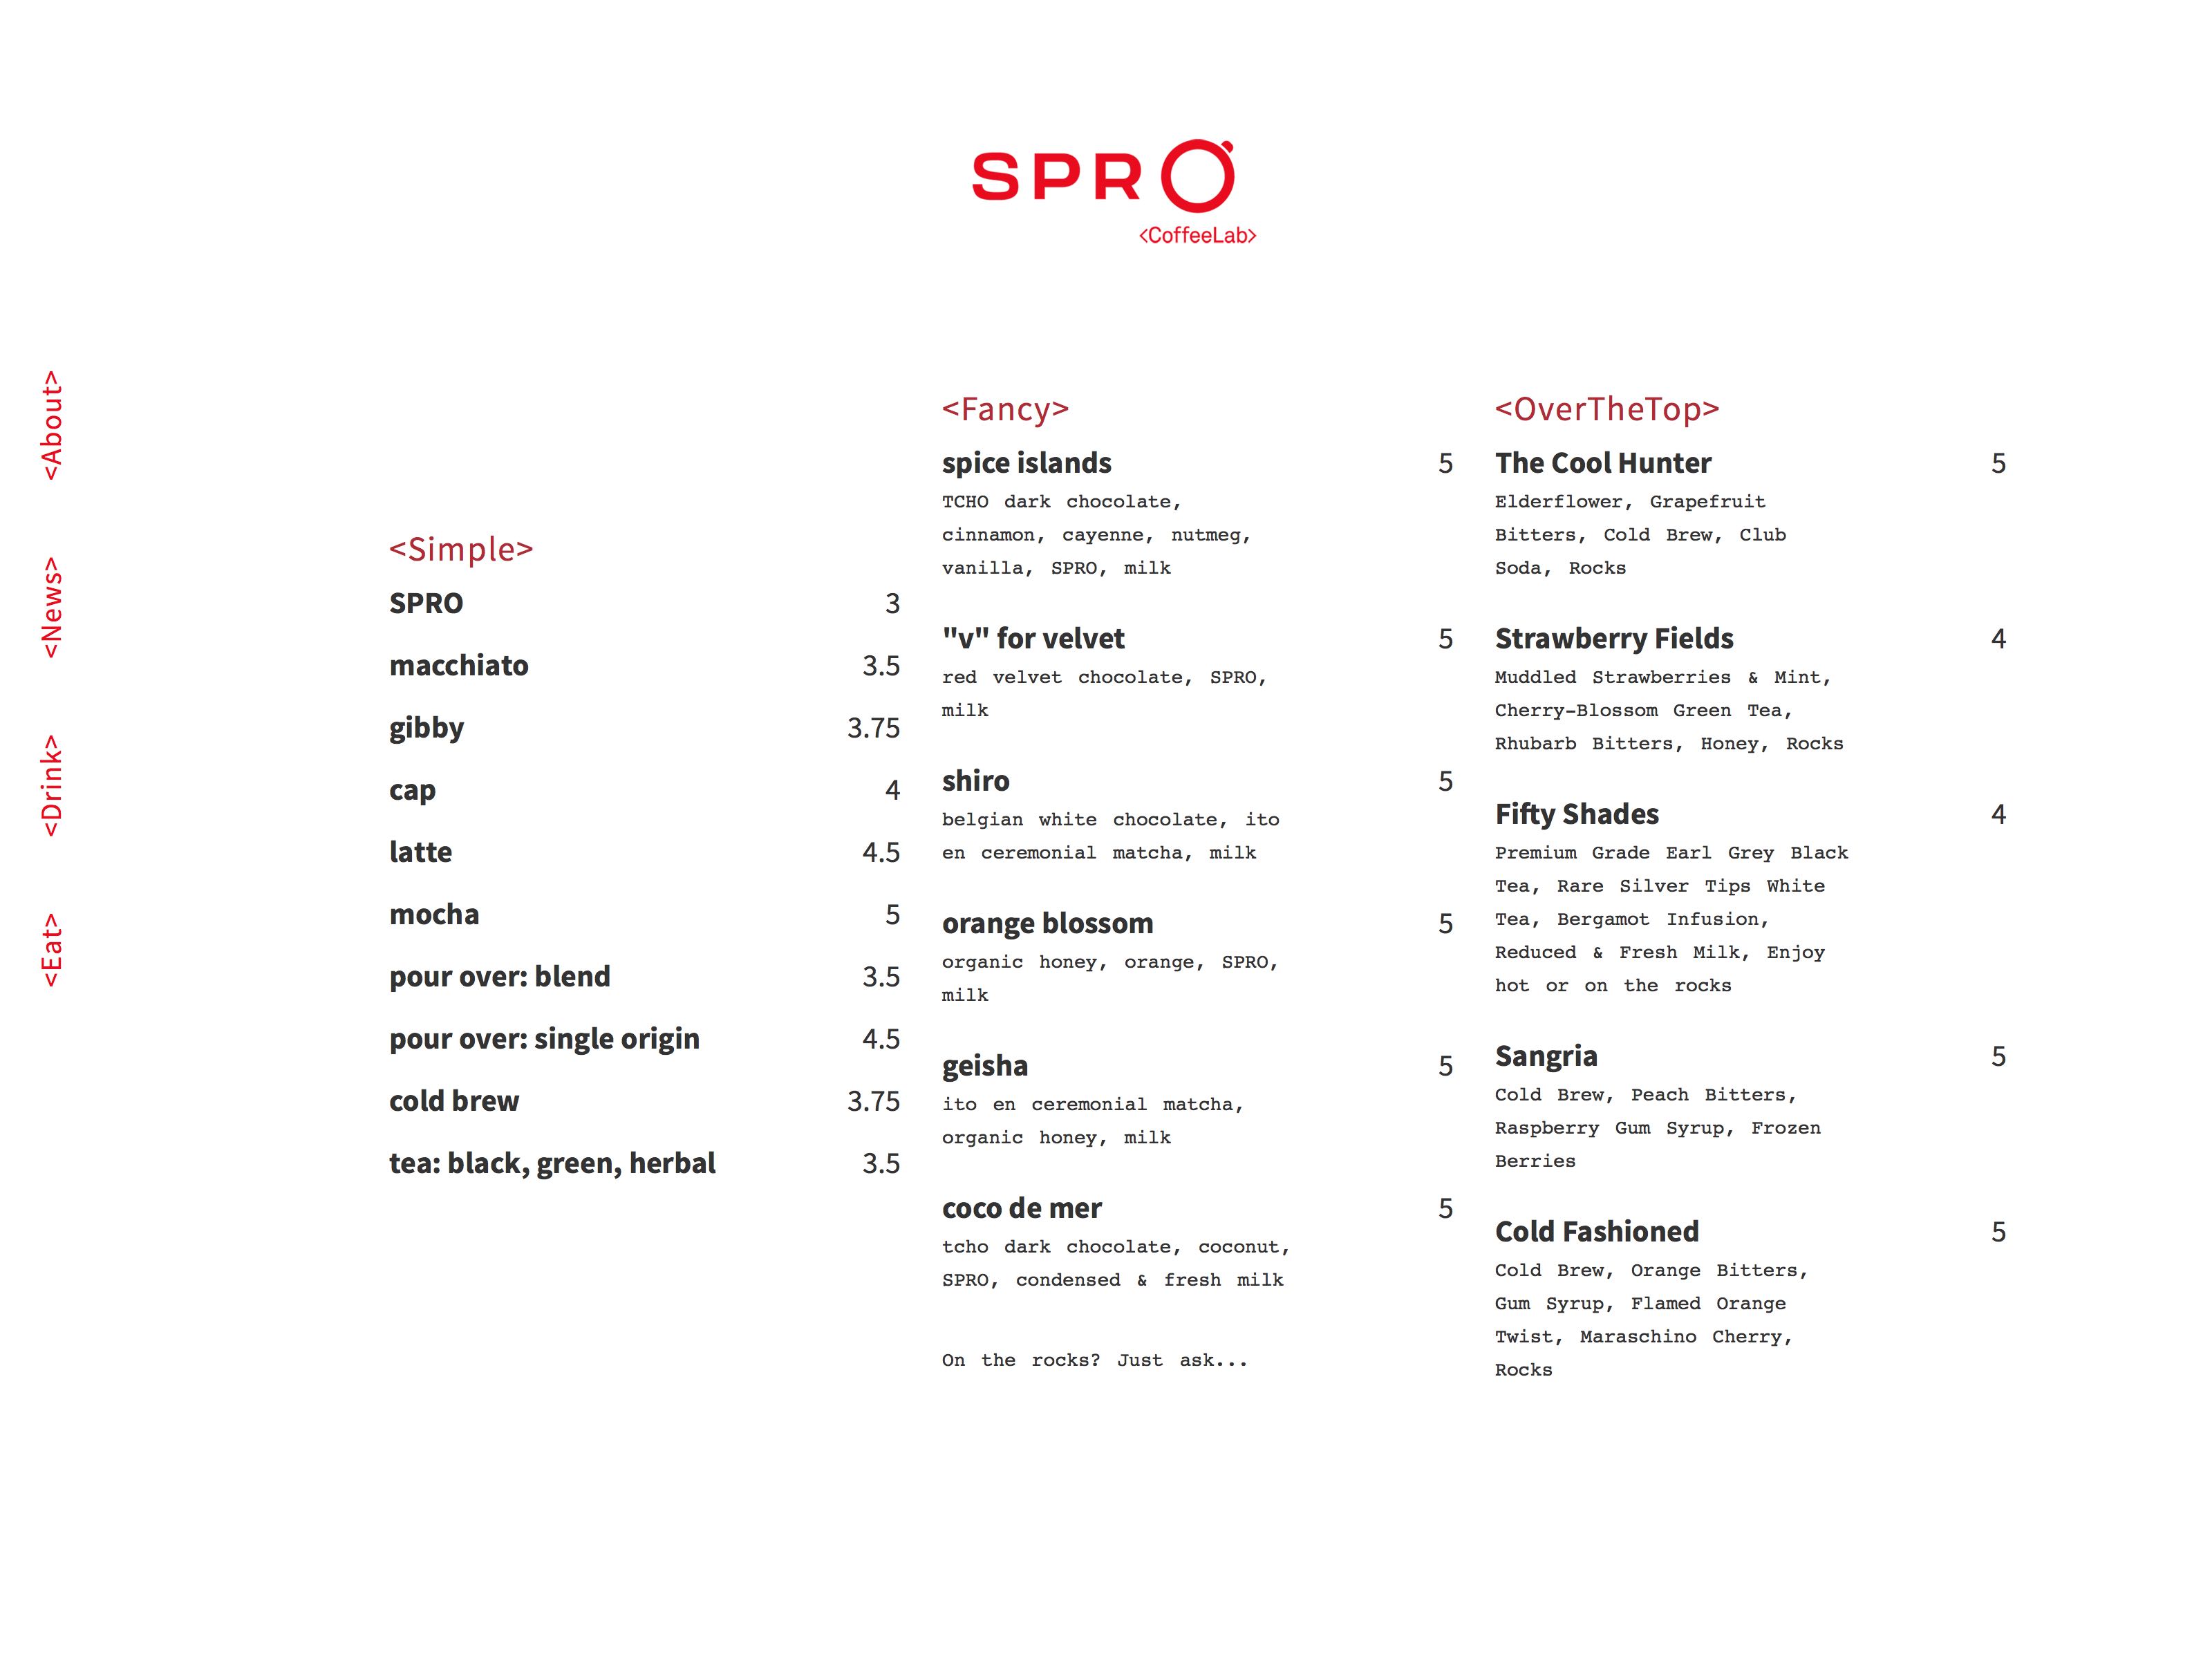 SPRO
<CoffeeLab>
<About>
<News>
<Drink>
<Eat>
<Simple>
SPRO 3
macchiato 3.5
gibby 3.75
cap 4
latte 4.5
mocha 5
pour over: blend 3.5
pour over: single origin 4.5
cold brew 3.75
tea: black, green, herbal 3.5
<Fancy>
spice islands 5
TCHO dark chocolate,
cinnamon, cayenne, nutmeg,
vanilla, SPRO, milk
"v" for velvet 5
red velvet chocolate, SPRO,
milk
shiro 5
belgian white chocolate, ito
en ceremonial matcha, milk
orange blossom 5
organic honey, orange, SPRO,
milk
geisha 5
ito en ceremonial matcha,
organic honey, milk
coco de mer 5
tcho dark chocolate, coconut,
SPRO, condensed & fresh milk
On the rocks? Just ask...
<OverTheTop>
The Cool Hunter 5
Elderflower, Grapefruit
Bitters, Cold Brew, Club
Soda, Rocks
Strawberry Fields 4
Muddled Strawberries & Mint,
Cherry-Blossom Green Tea,
Rhubarb Bitters, Honey, Rocks
Fifty Shades 4
Premium Grade Earl Grey Black
Tea, Rare Silver Tips White
Tea, Bergamot Infusion,
Reduced & Fresh Milk, Enjoy
hot or on the rocks
Sangria 5
Cold Brew, Peach Bitters,
Raspberry Gum Syrup, Frozen
Berries
Cold Fashioned 5
Cold Brew, Orange Bitters,
Gum Syrup, Flamed Orange
Twist, Maraschino Cherry,
Rocks